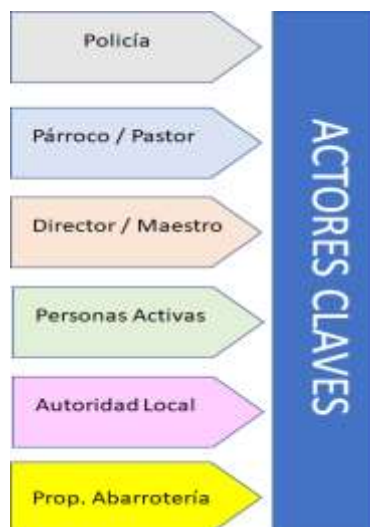 Policía
Párroco / Pastor
Director / Maestro
Personas Activas
Autoridad Local
Prop. Abarrotería
ACTORES CLAVES